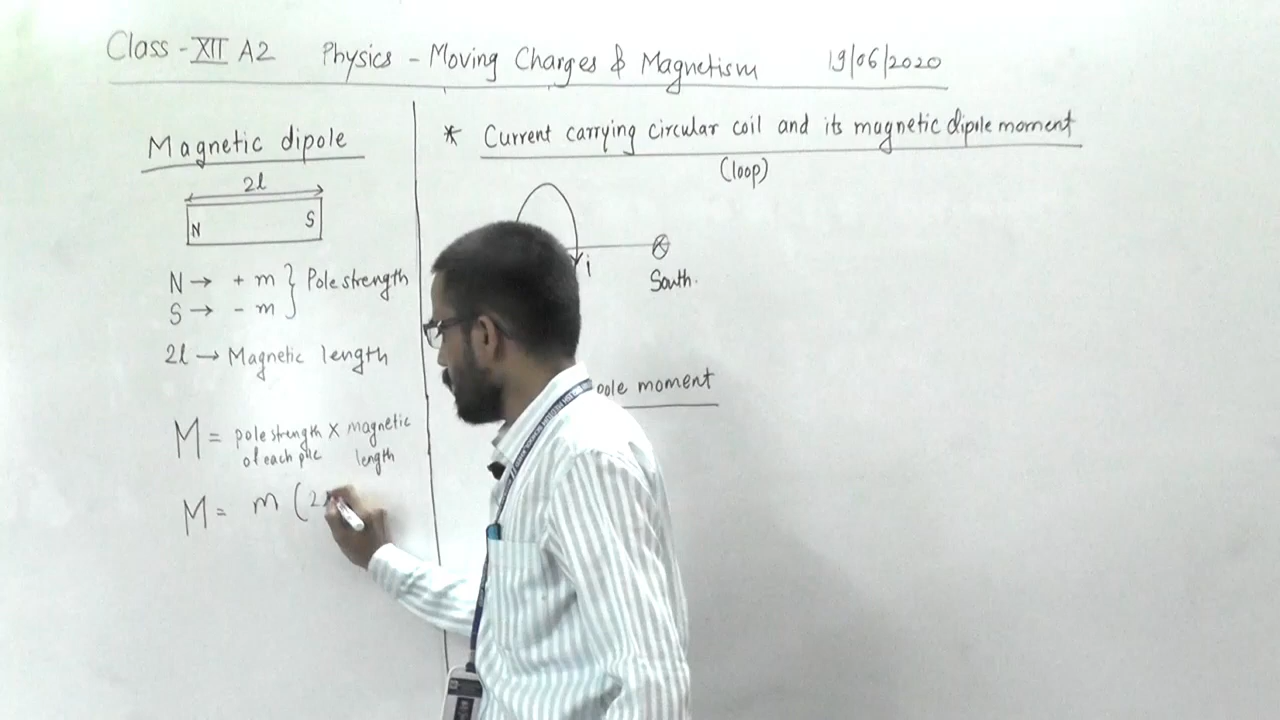 Class - XII A2 Physics - Moving Charges & Magnetism 19/06/2020
Magnetic dipole
2l
N S
N → + m } Pole strength
S → - m
2l → Magnetic length
M = pole strength X magnetic
of each length
M = m (2
* Current carrying circular coil and its magnetic dipole moment
(loop)
i
South.
pole moment